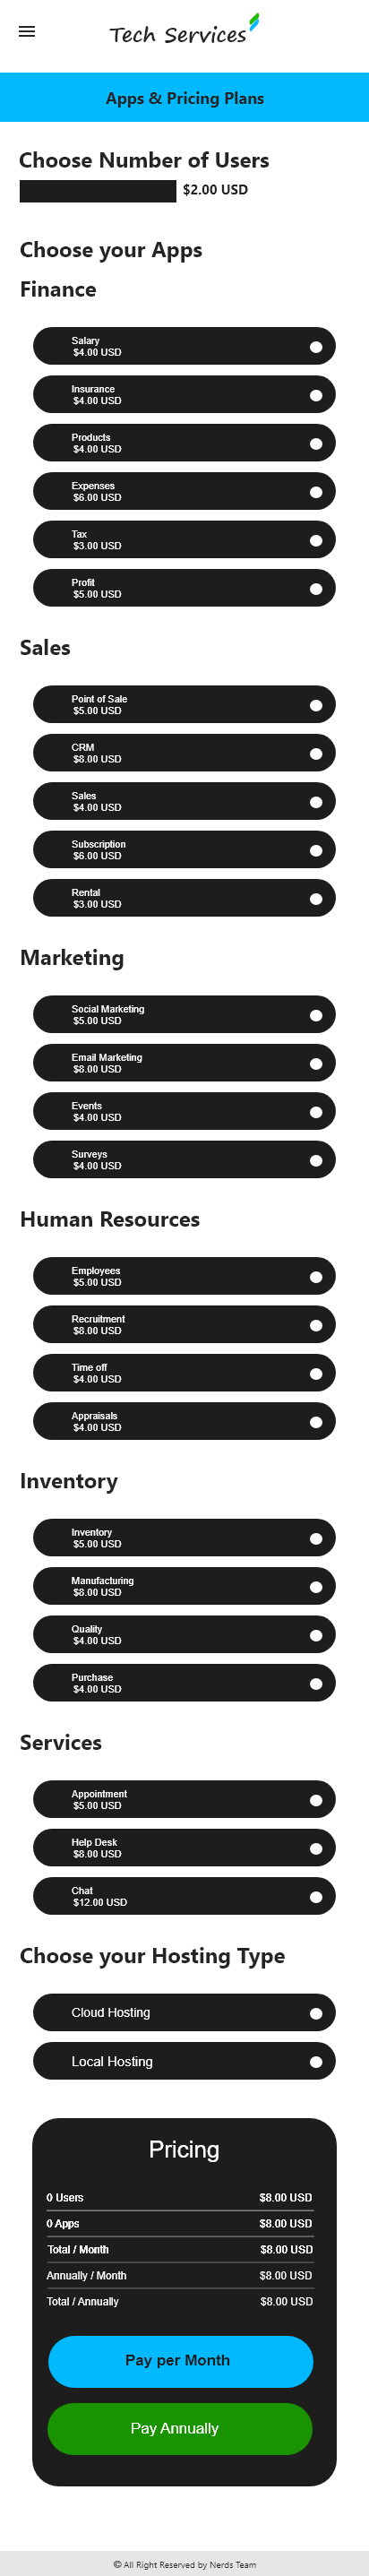 Tech Services
Apps & Pricing Plans
Choose Number of Users
$2.00 USD
Choose your Apps
Finance
Salary
$4.00 USD
Insurance
$4.00 USD
Products
$4.00 USD
Expenses
$6.00 USD
Tax
$3.00 USD
Profit
$5.00 USD
Sales
Point of Sale
$5.00 USD
CRM
$8.00 USD
Sales
$4.00 USD
Subscription
$6.00 USD
Rental
$3.00 USD
Marketing
Social Marketing
$5.00 USD
Email Marketing
$8.00 USD
Events
$4.00 USD
Surveys
$4.00 USD
Human Resources
Employees
$5.00 USD
Recruitment
$8.00 USD
Time off
$4.00 USD
Appraisals
$4.00 USD
Inventory
Inventory
$5.00 USD
Manufacturing
$8.00 USD
Quality
$4.00 USD
Purchase
$4.00 USD
Services
Appointment
$5.00 USD
Help Desk
$8.00 USD
Chat
$12.00 USD
Choose your Hosting Type
Cloud Hosting
Local Hosting
Pricing
0 Users $8.00 USD
0 Apps $8.00 USD
Total / Month $8.00 USD
Annually / Month $8.00 USD
Total / Annually $8.00 USD
Pay per Month
Pay Annually
© All Right Reserved by Nerds Team